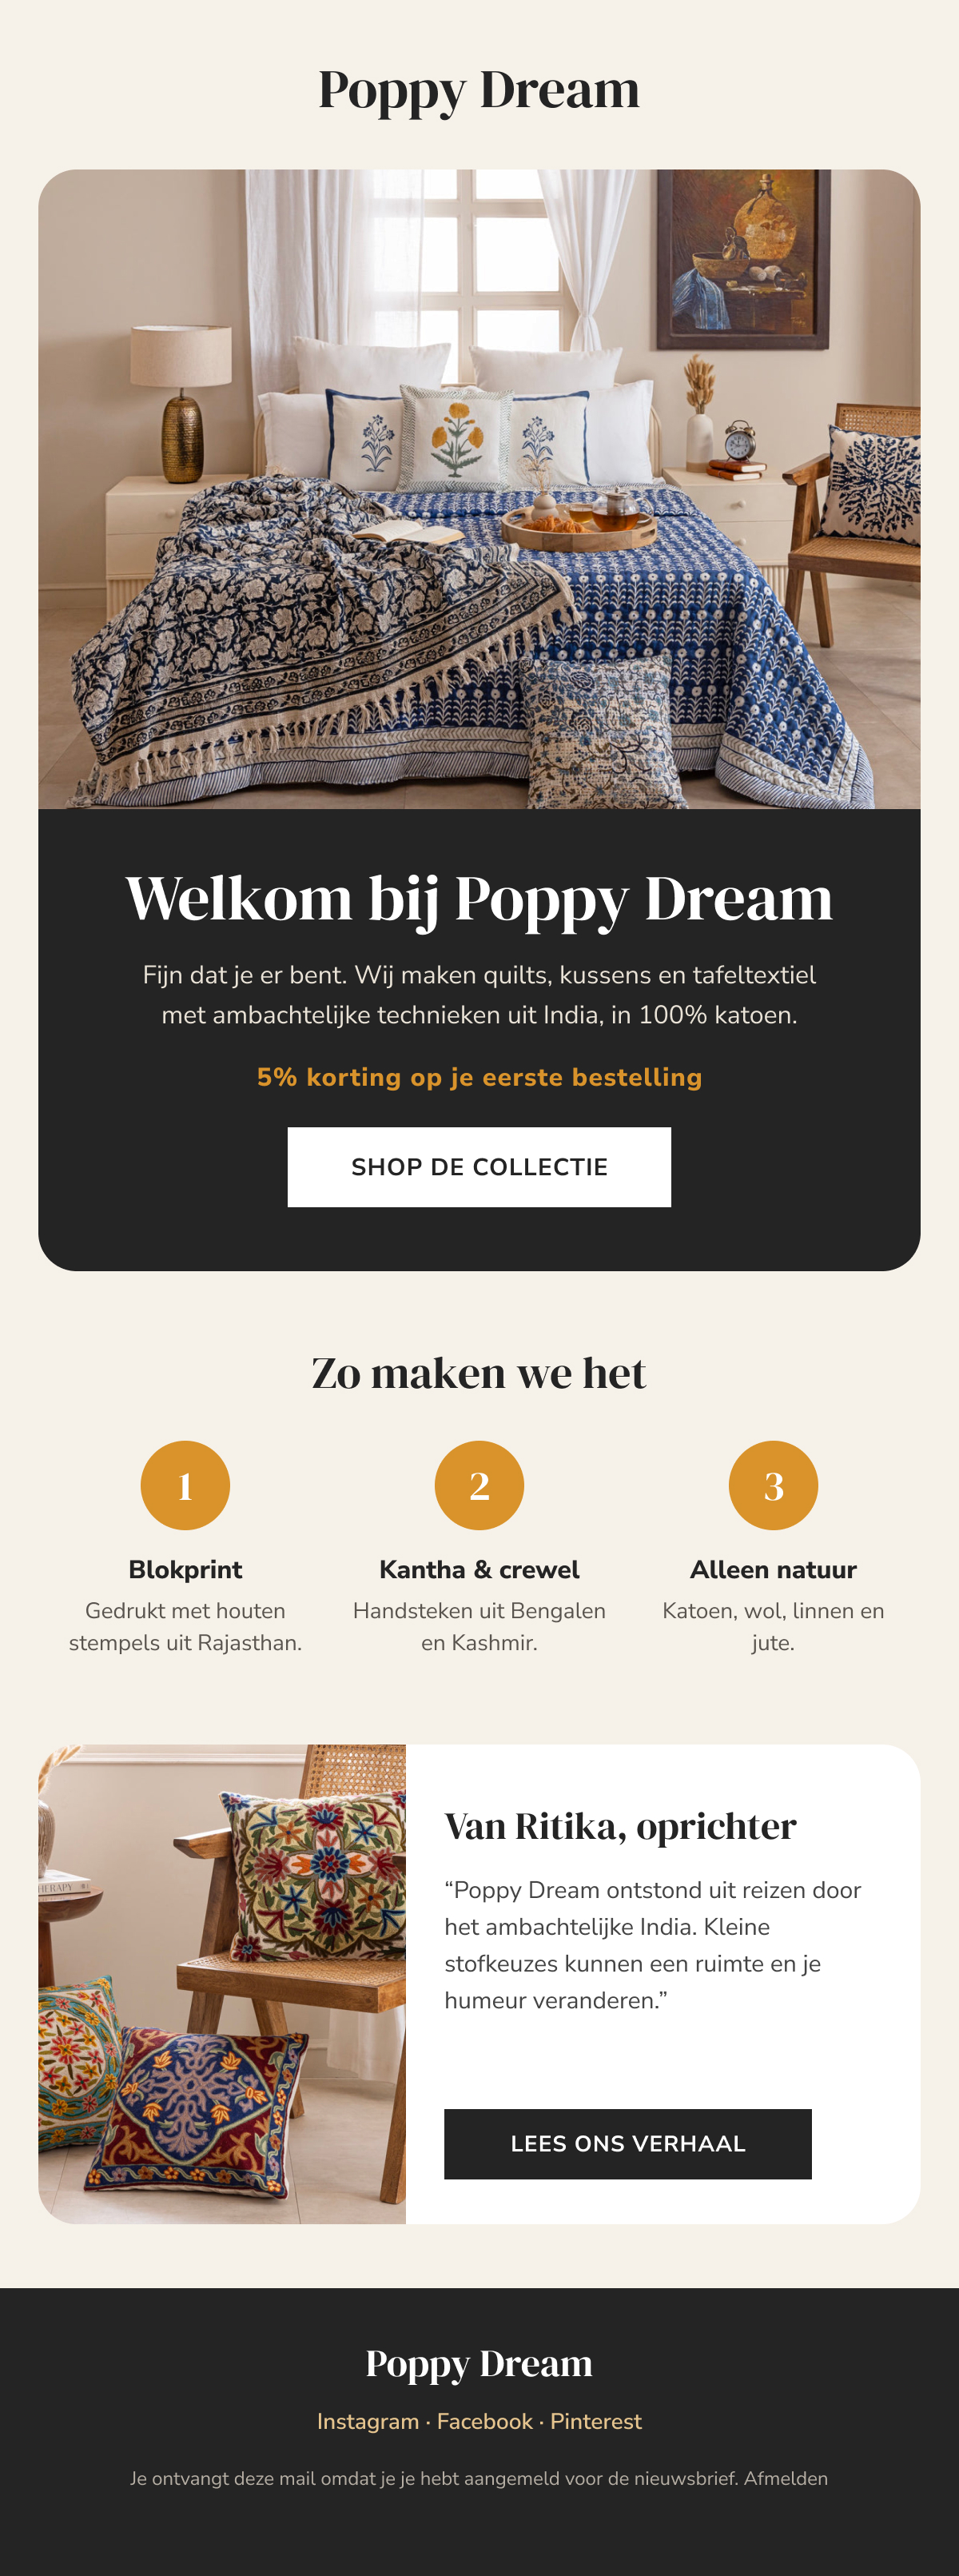 Poppy Dream
Welkom bij Poppy Dream
Fijn dat je er bent. Wij maken quilts, kussens en tafeltextiel
met ambachtelijke technieken uit India, in 100% katoen.
5% korting op je eerste bestelling
SHOP DE COLLECTIE
Zo maken we het
1
2
3
Blokprint
Kantha & crewel
Alleen natuur
Gedrukt met houten
stempels uit Rajasthan.
Handsteken uit Bengalen
en Kashmir.
Katoen, wol, linnen en
jute.
Van Ritika, oprichter
“Poppy Dream ontstond uit reizen door
het ambachtelijke India. Kleine
stofkeuzes kunnen een ruimte en je
humeur veranderen.”
LEES ONS VERHAAL
Poppy Dream
Instagram · Facebook · Pinterest
Je ontvangt deze mail omdat je je hebt aangemeld voor de nieuwsbrief. Afmelden